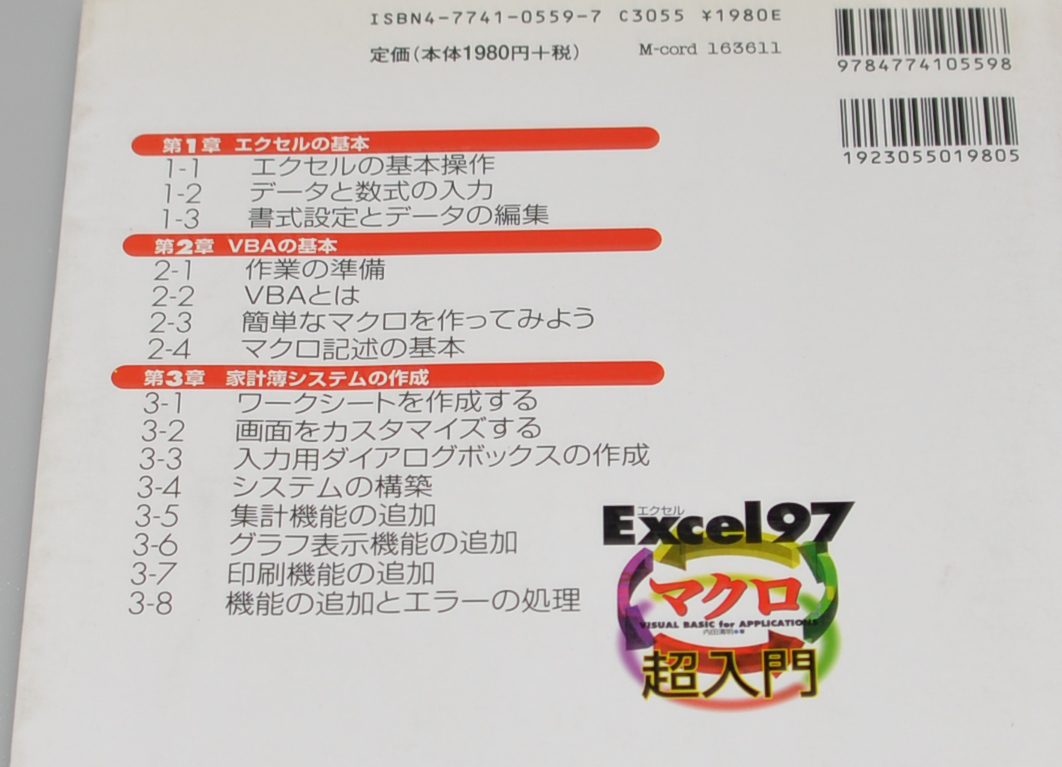 ISBN4-7741-0559-7 C3055 ¥1980E
定価(本体1980円+税) M-cord 163611
9784774105598
1923055019805
第1章 エクセルの基本
1-1 エクセルの基本操作
1-2 データと数式の入力
1-3 書式設定とデータの編集
第2章 VBAの基本
2-1 作業の準備
2-2 VBAとは
2-3 簡単なマクロを作ってみよう
2-4 マクロ記述の基本
第3章 家計簿システムの作成
3-1 ワークシートを作成する
3-2 画面をカスタマイズする
3-3 入力用ダイアログボックスの作成
3-4 システムの構築
3-5 集計機能の追加
3-6 グラフ表示機能の追加
3-7 印刷機能の追加
3-8 機能の追加とエラーの処理
エクセル
Excel97
マクロ
VISUAL BASIC for APPLICATIONS
超入門